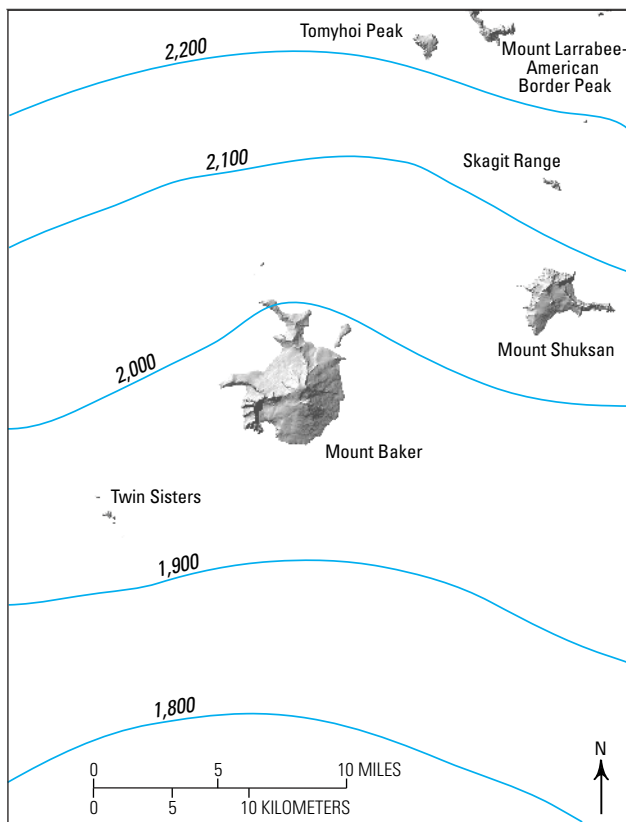 Tomyhoi Peak
Mount Larrabee-
American
Border Peak
2,200
2,100
Skagit Range
2,000
Mount Shuksan
Mount Baker
Twin Sisters
1,900
1,800
N
0 5 10 MILES
0 5 10 KILOMETERS